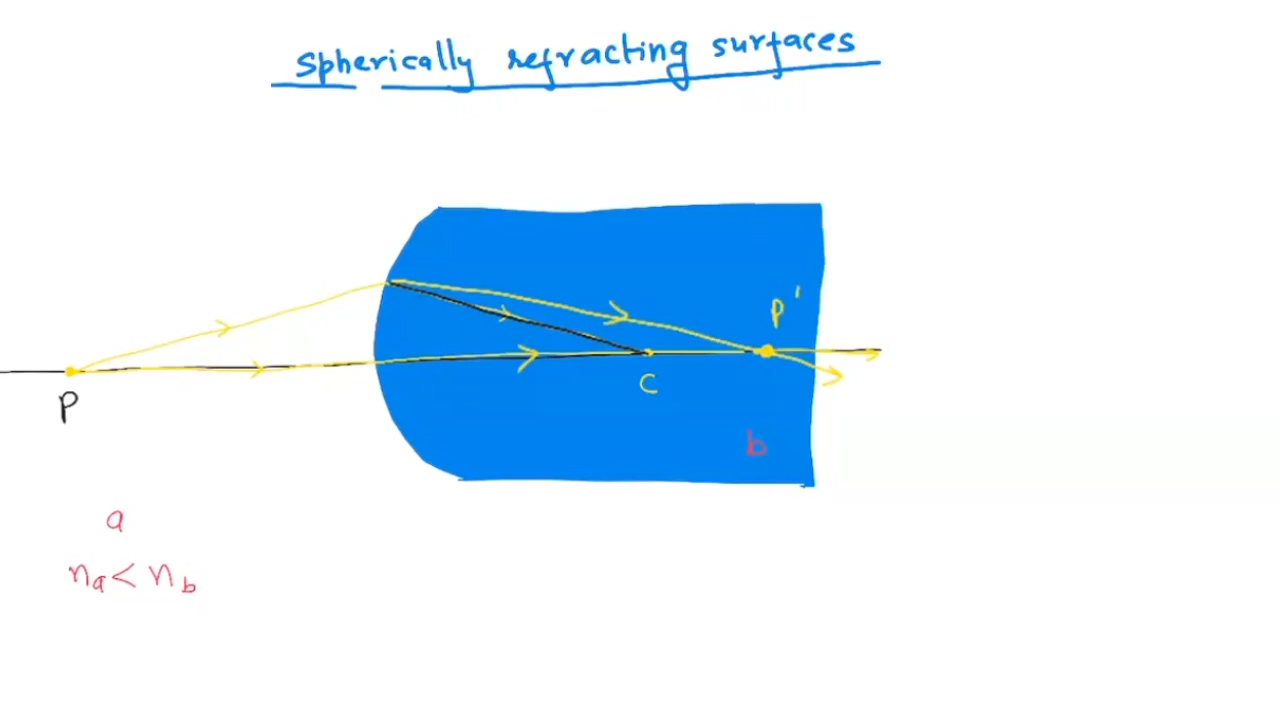 Spherically refracting surfaces
P'
C
P
b
a
na < nb